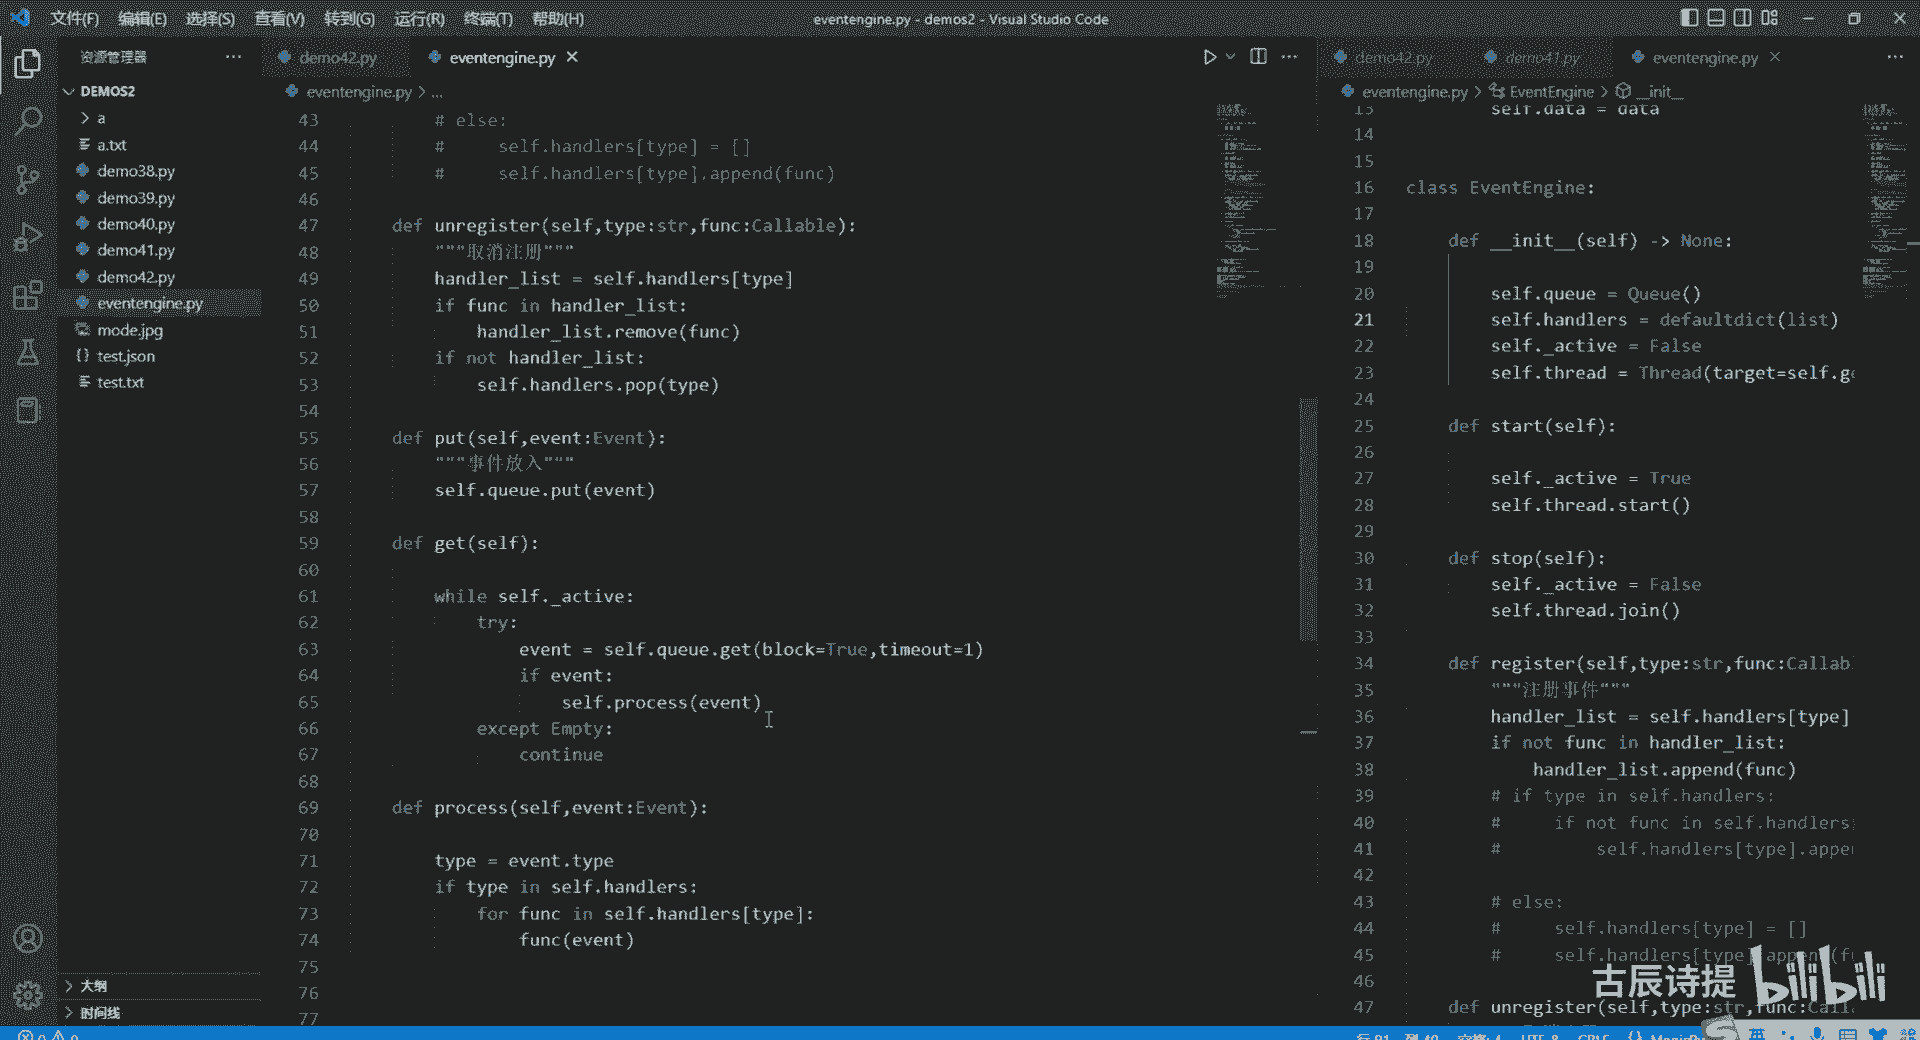 文件(F) 编辑(E) 选择(S) 查看(V) 转到(G) 运行(R) 终端(T) 帮助(H)
eventengine.py - demos2 - Visual Studio Code
资源管理器
DEMOS2
a
a.txt
demo38.py
demo39.py
demo40.py
demo41.py
demo42.py
eventengine.py
mode.jpg
{} test.json
test.txt
大纲
时间线
demo42.py eventengine.py
eventengine.py > ...
43 # else:
44 #     self.handlers[type] = []
45 #     self.handlers[type].append(func)
46
47 def unregister(self,type:str,func:Callable):
48     """取消注册"""
49     handler_list = self.handlers[type]
50     if func in handler_list:
51         handler_list.remove(func)
52     if not handler_list:
53         self.handlers.pop(type)
54
55 def put(self,event:Event):
56     """事件放入"""
57     self.queue.put(event)
58
59 def get(self):
60
61     while self._active:
62         try:
63             event = self.queue.get(block=True,timeout=1)
64             if event:
65                 self.process(event)
66         except Empty:
67             continue
68
69 def process(self,event:Event):
70
71     type = event.type
72     if type in self.handlers:
73         for func in self.handlers[type]:
74             func(event)
75
76
77
demo42.py demo41.py eventengine.py
eventengine.py > EventEngine > __init__
13 self.data = data
14
15
16 class EventEngine:
17
18     def __init__(self) -> None:
19
20         self.queue = Queue()
21         self.handlers = defaultdict(list)
22         self._active = False
23         self.thread = Thread(target=self.ge
24
25     def start(self):
26
27         self._active = True
28         self.thread.start()
29
30     def stop(self):
31         self._active = False
32         self.thread.join()
33
34     def register(self,type:str,func:Callab
35         """注册事件"""
36         handler_list = self.handlers[type]
37         if not func in handler_list:
38             handler_list.append(func)
39         # if type in self.handlers:
40         #     if not func in self.handlers
41         #         self.handlers[type].appe
42
43         # else:
44         #     self.handlers[type] = []
45         #     self.handlers[type].append(f
46
47     def unregister(self,type:str,func:Call
古辰诗提 bilibili